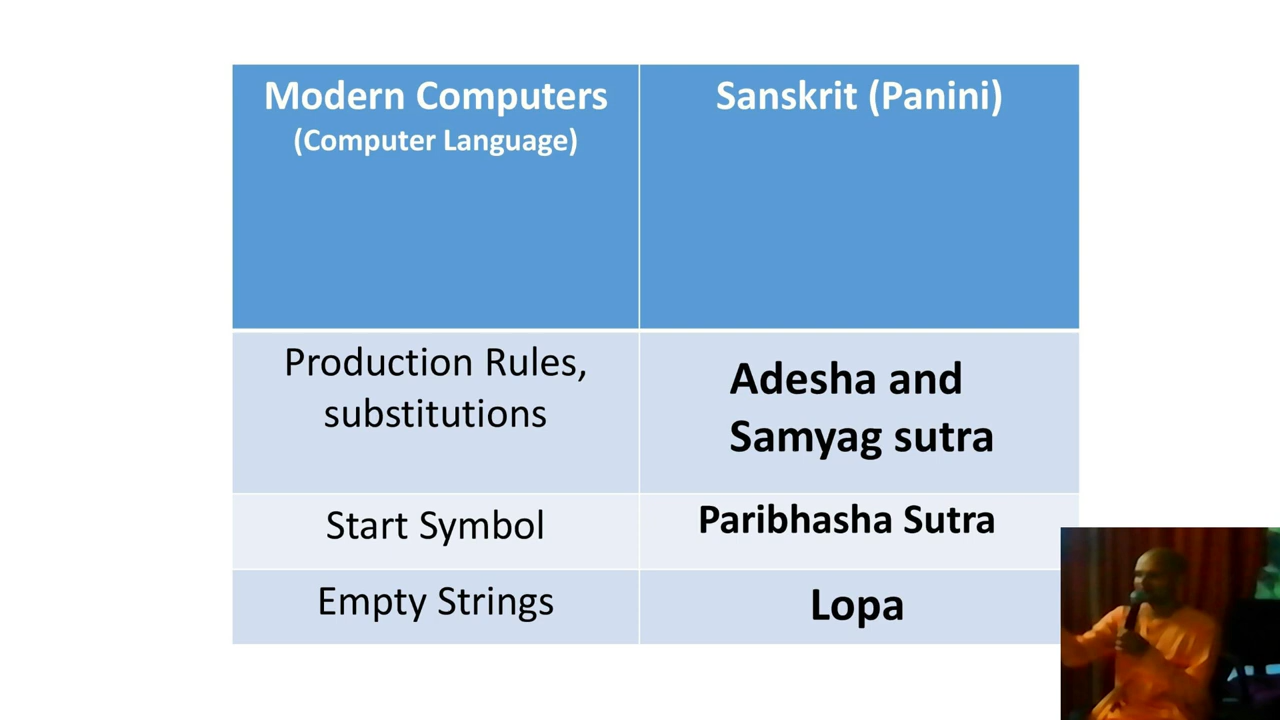 Modern Computers
(Computer Language)
Sanskrit (Panini)
Production Rules,
substitutions
Adesha and
Samyag sutra
Start Symbol
Paribhasha Sutra
Empty Strings
Lopa